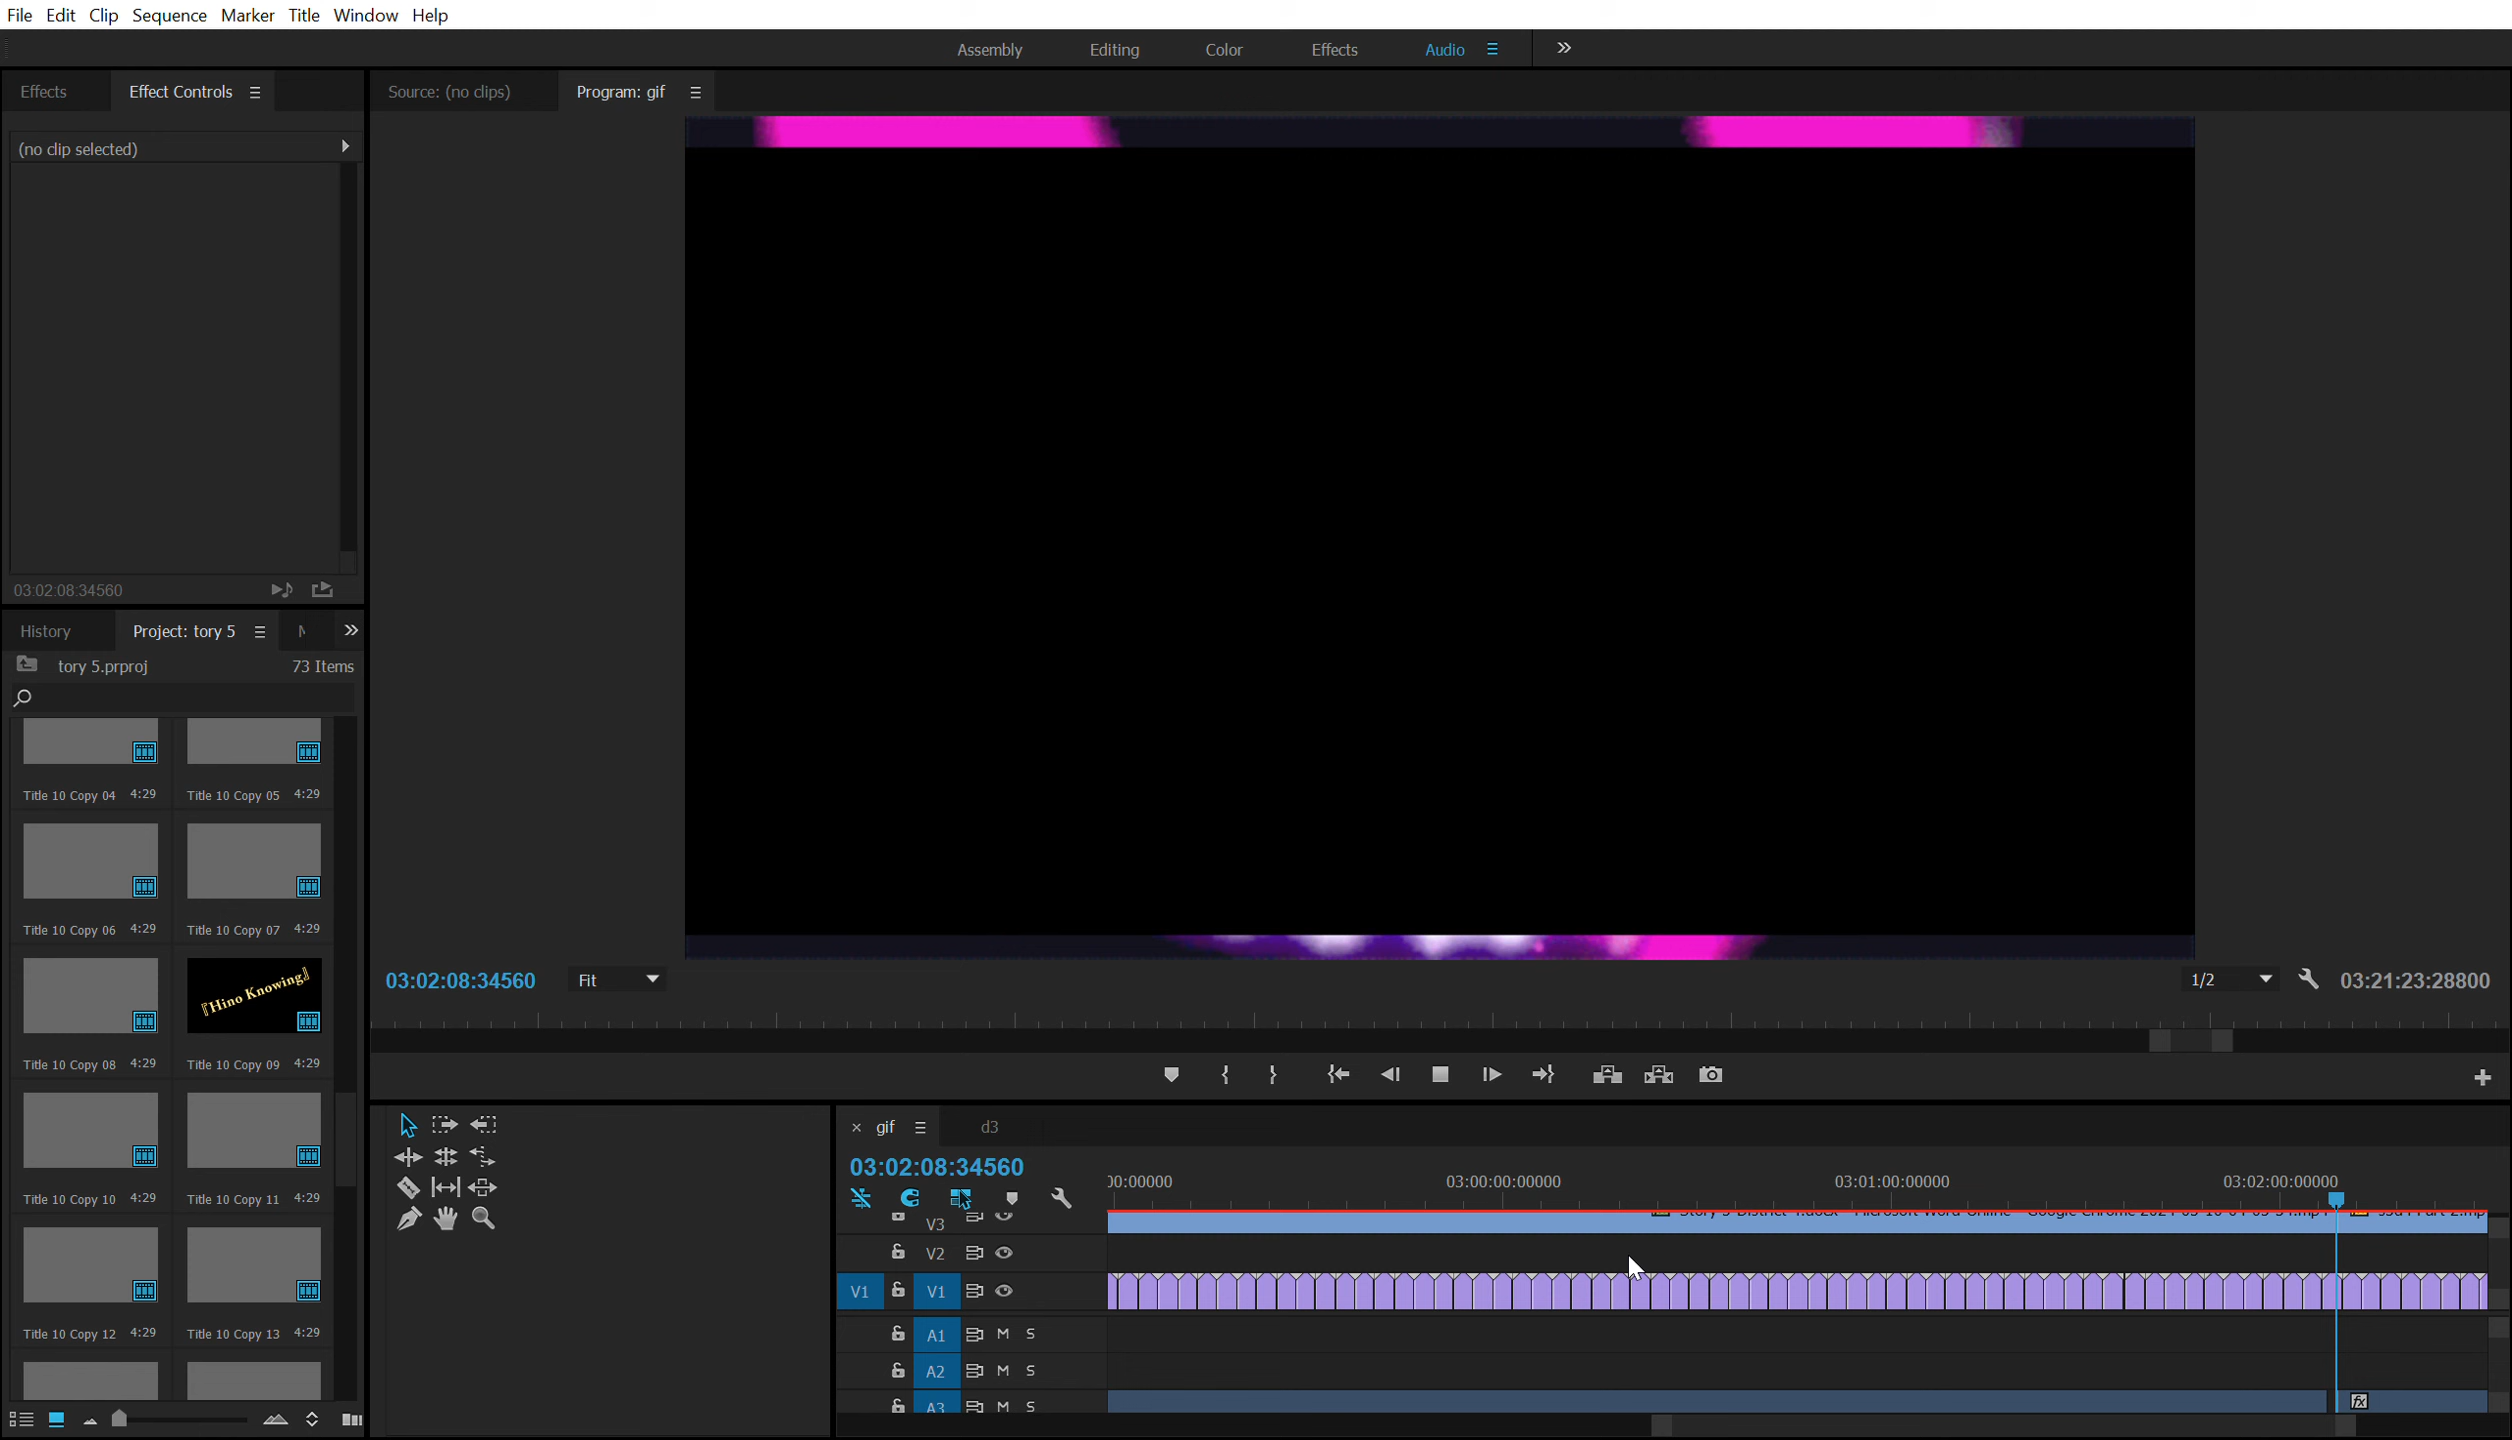 File Edit Clip Sequence Marker Title Window Help
Assembly Editing Color Effects Audio
Effects Effect Controls
Source: (no clips) Program: gif
(no clip selected)
03:02:08:34560
History Project: tory 5
tory 5.prproj 73 Items
Title 10 Copy 04 4:29 Title 10 Copy 05 4:29
Title 10 Copy 06 4:29 Title 10 Copy 07 4:29
『Hino Knowing』
Title 10 Copy 08 4:29 Title 10 Copy 09 4:29
Title 10 Copy 10 4:29 Title 10 Copy 11 4:29
Title 10 Copy 12 4:29 Title 10 Copy 13 4:29
03:02:08:34560 Fit 1/2 03:21:23:28800
gif d3
03:02:08:34560
00:00000 03:00:00:00000 03:01:00:00000 03:02:00:00000
V3
V2
V1 V1
A1 M S
A2 M S
A3 M S
fx